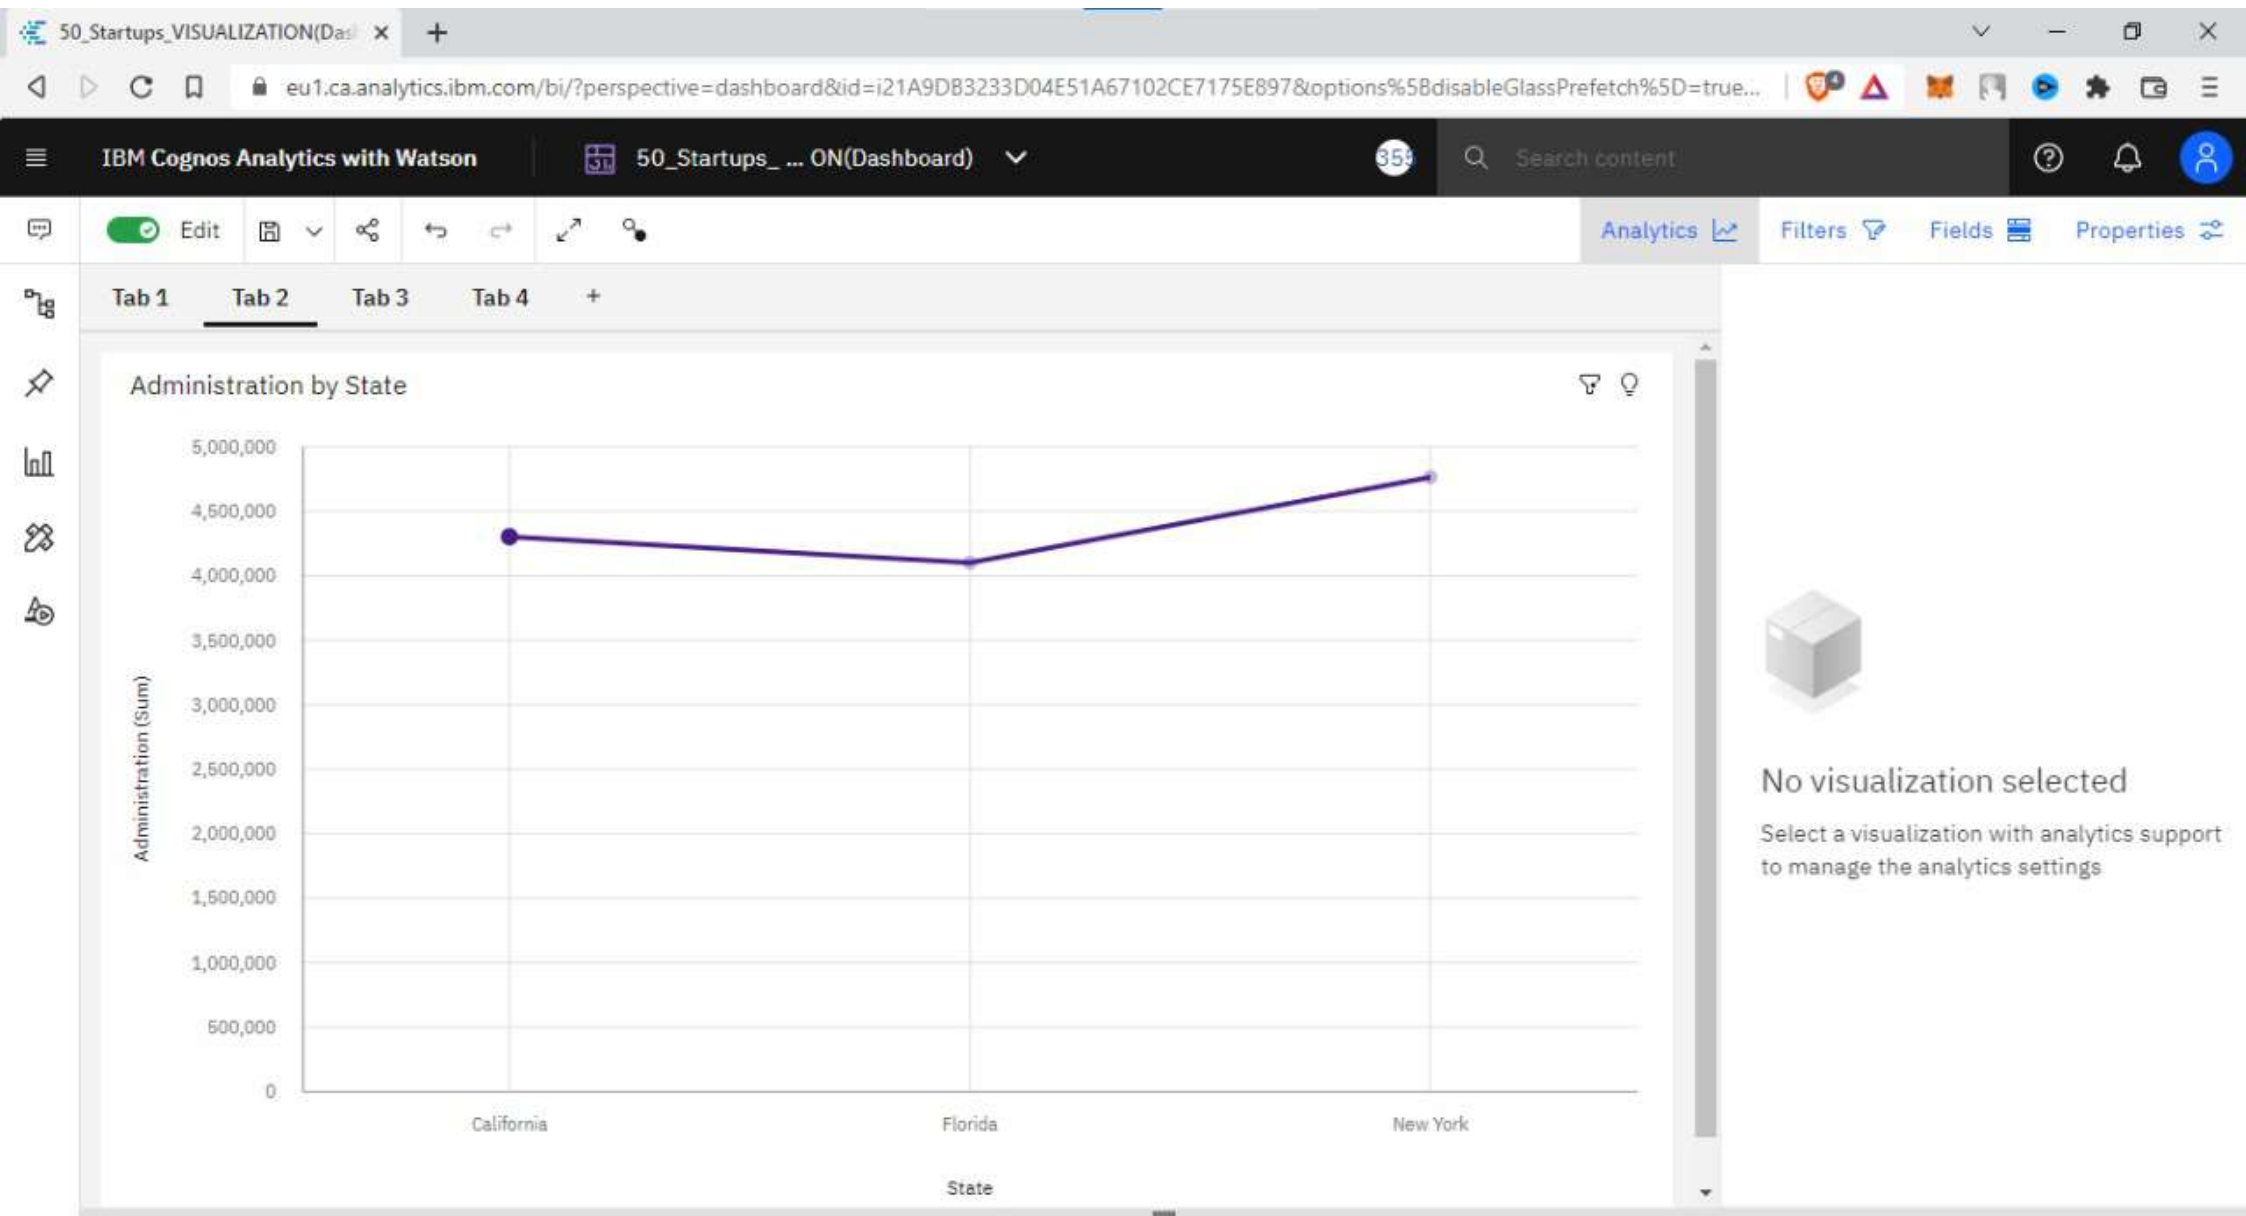 50_Startups_VISUALIZATION(Das
eu1.ca.analytics.ibm.com/bi/?perspective=dashboard&id=i21A9DB3233D04E51A67102CE7175E897&options%5BdisableGlassPrefetch%5D=true...
IBM Cognos Analytics with Watson
50_Startups_ ... ON(Dashboard)
355
Search content
Edit
Analytics
Filters
Fields
Properties
Tab 1
Tab 2
Tab 3
Tab 4
Administration by State
5,000,000
4,500,000
4,000,000
3,500,000
3,000,000
2,500,000
2,000,000
1,500,000
1,000,000
500,000
0
Administration (Sum)
California
Florida
New York
State
No visualization selected
Select a visualization with analytics support
to manage the analytics settings